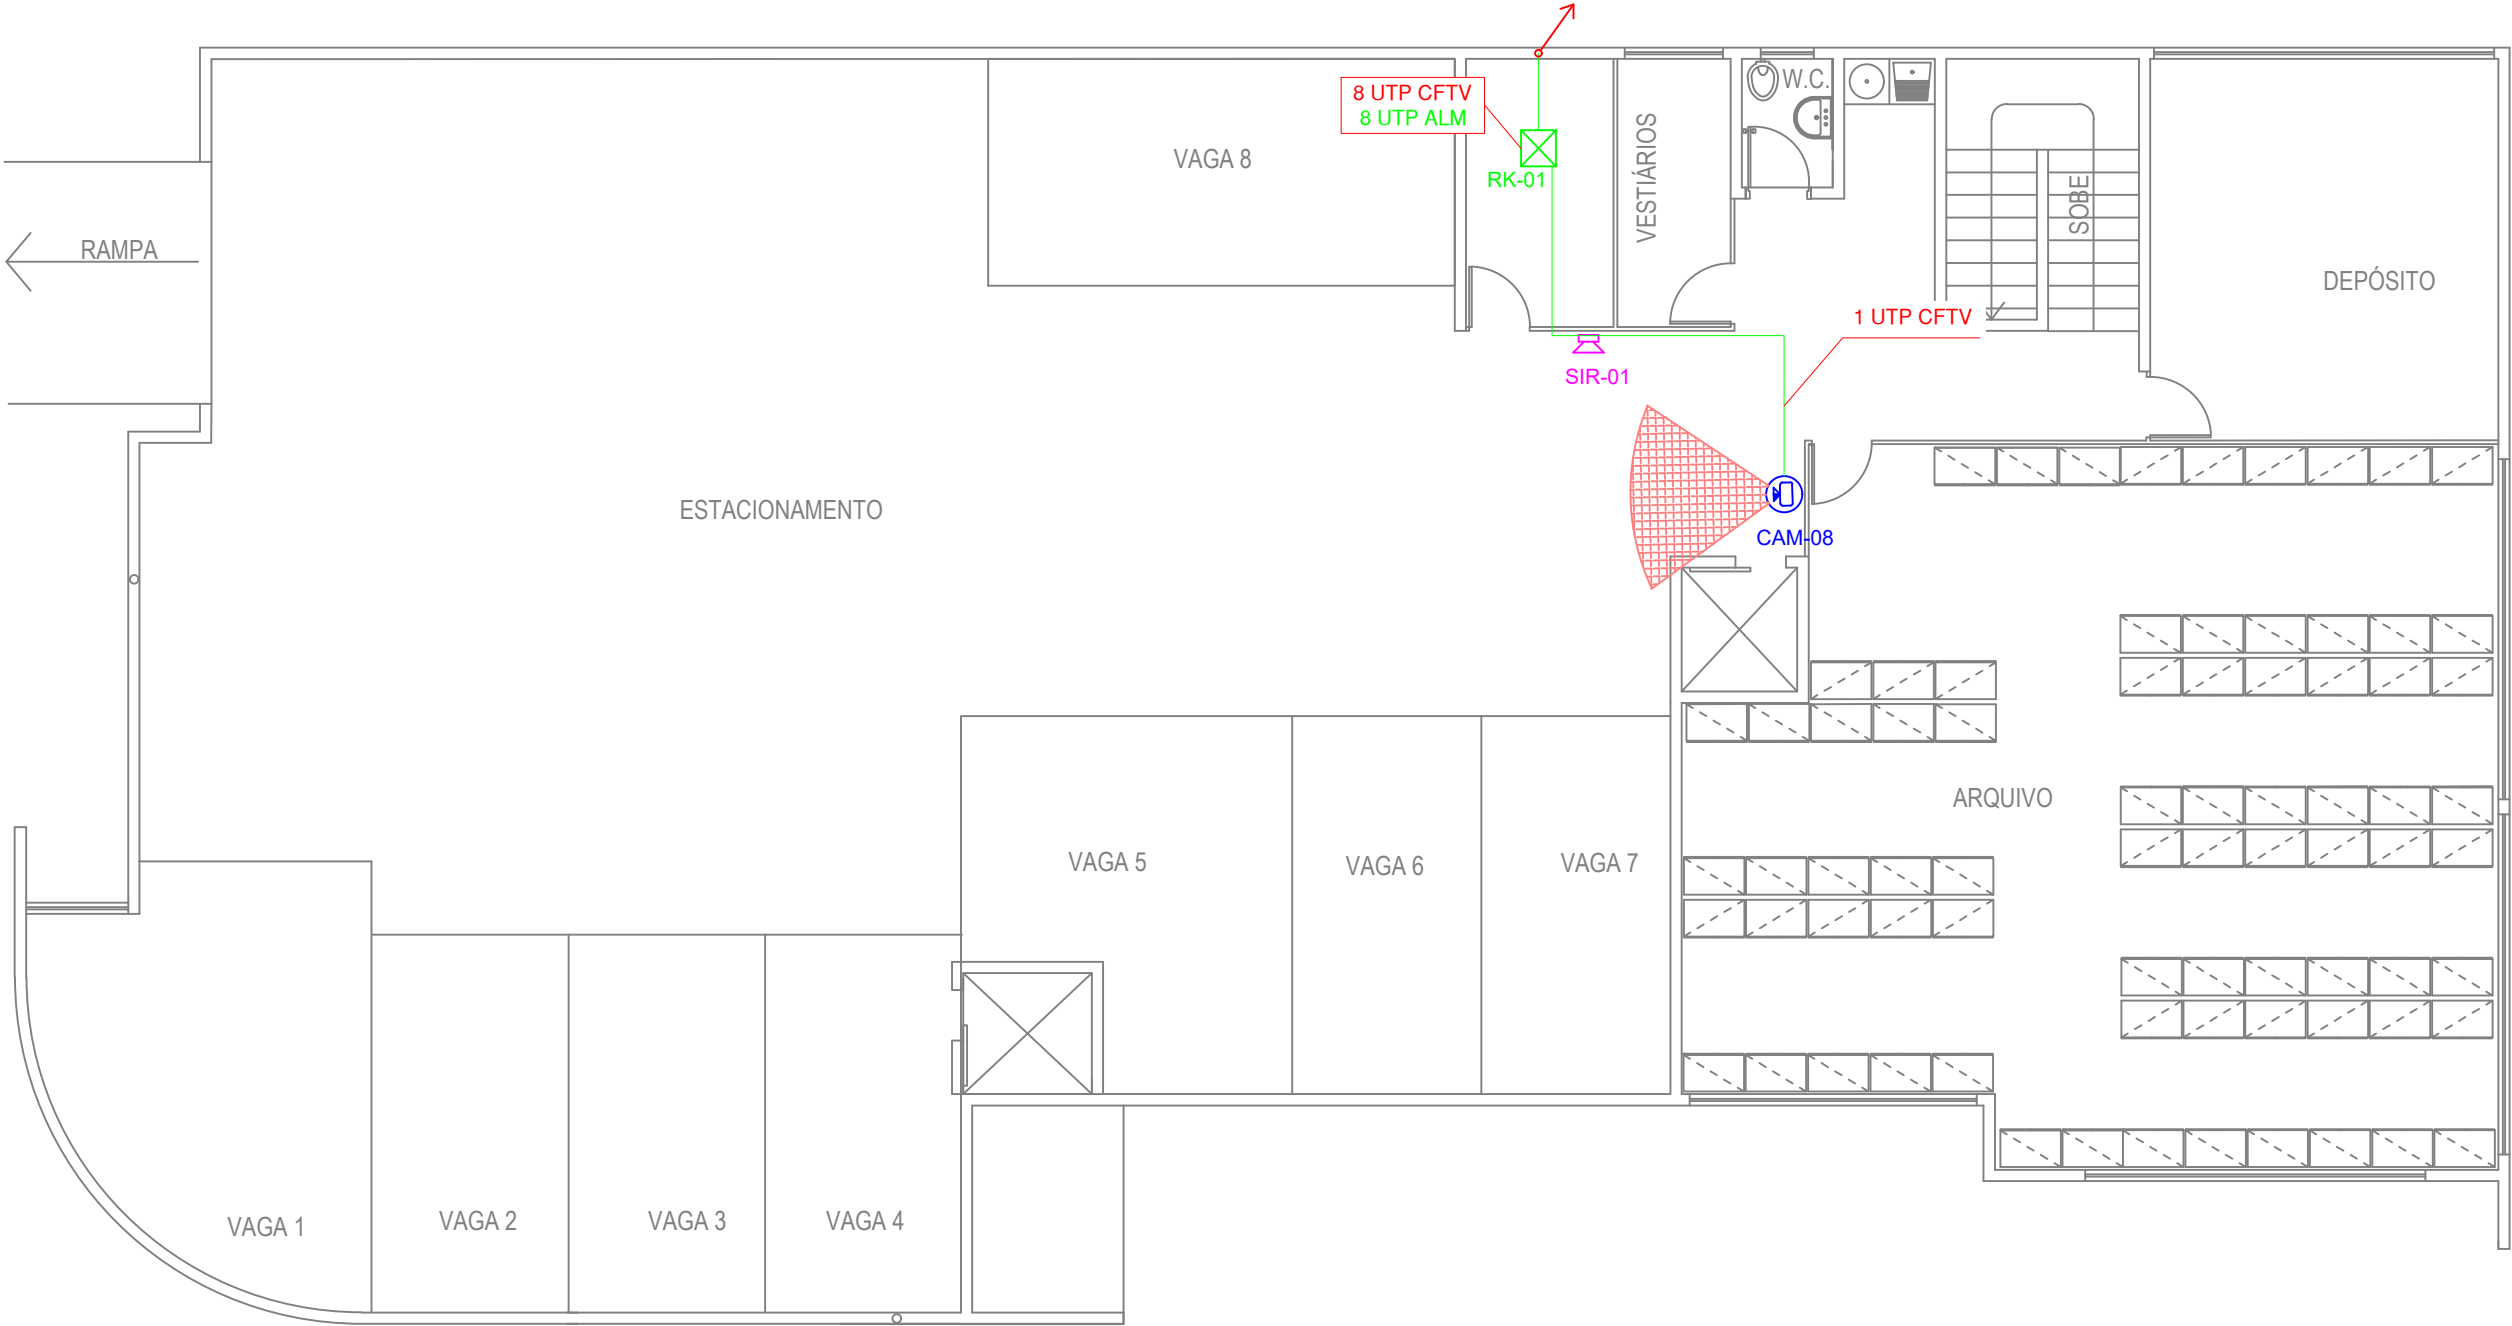 W.C.
8 UTP CFTV
8 UTP ALM
VAGA 8
VESTIÁRIOS
RK-01
SOBE
RAMPA
DEPÓSITO
1 UTP CFTV
SIR-01
ESTACIONAMENTO
CAM-08
ARQUIVO
VAGA 5
VAGA 6
VAGA 7
VAGA 1
VAGA 2
VAGA 3
VAGA 4